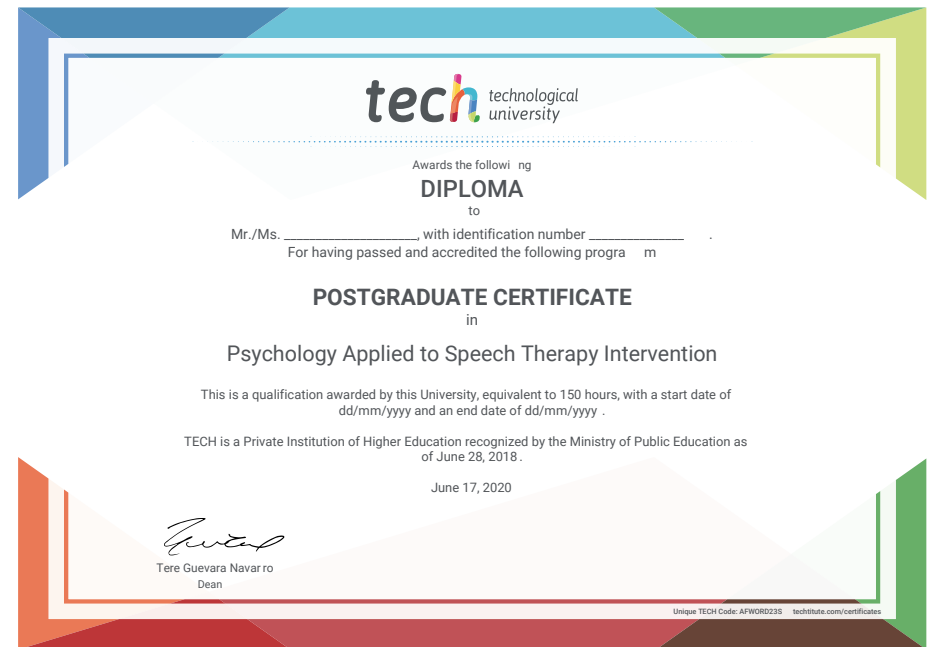 tech technological
university
Awards the followi ng
DIPLOMA
to
Mr./Ms. _____________________, with identification number _______________ .
For having passed and accredited the following progra m
POSTGRADUATE CERTIFICATE
in
Psychology Applied to Speech Therapy Intervention
This is a qualification awarded by this University, equivalent to 150 hours, with a start date of
dd/mm/yyyy and an end date of dd/mm/yyyy .
TECH is a Private Institution of Higher Education recognized by the Ministry of Public Education as
of June 28, 2018 .
June 17, 2020
Tere Guevara Navar ro
Dean
Unique TECH Code: AFWORD23S techtitute.com/certificates